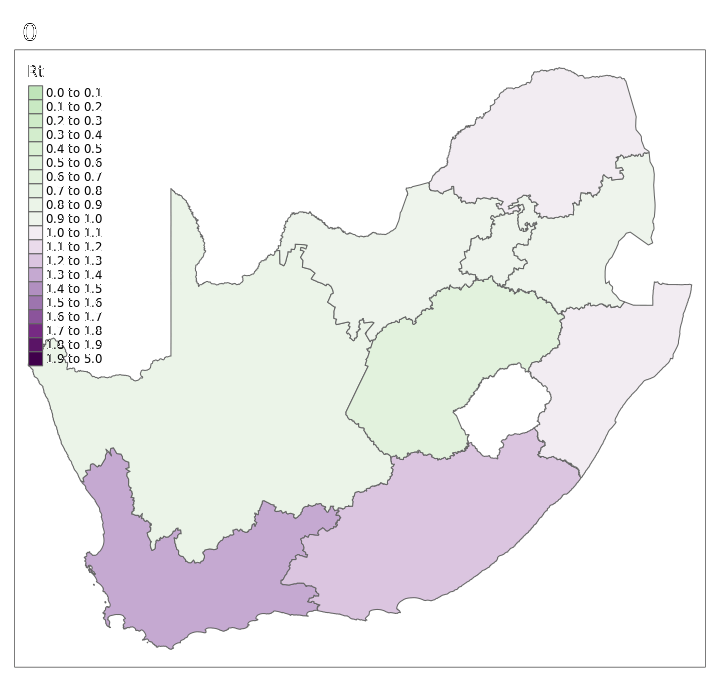 0
Rt
0.0 to 0.1
0.1 to 0.2
0.2 to 0.3
0.3 to 0.4
0.4 to 0.5
0.5 to 0.6
0.6 to 0.7
0.7 to 0.8
0.8 to 0.9
0.9 to 1.0
1.0 to 1.1
1.1 to 1.2
1.2 to 1.3
1.3 to 1.4
1.4 to 1.5
1.5 to 1.6
1.6 to 1.7
1.7 to 1.8
1.8 to 1.9
1.9 to 5.0